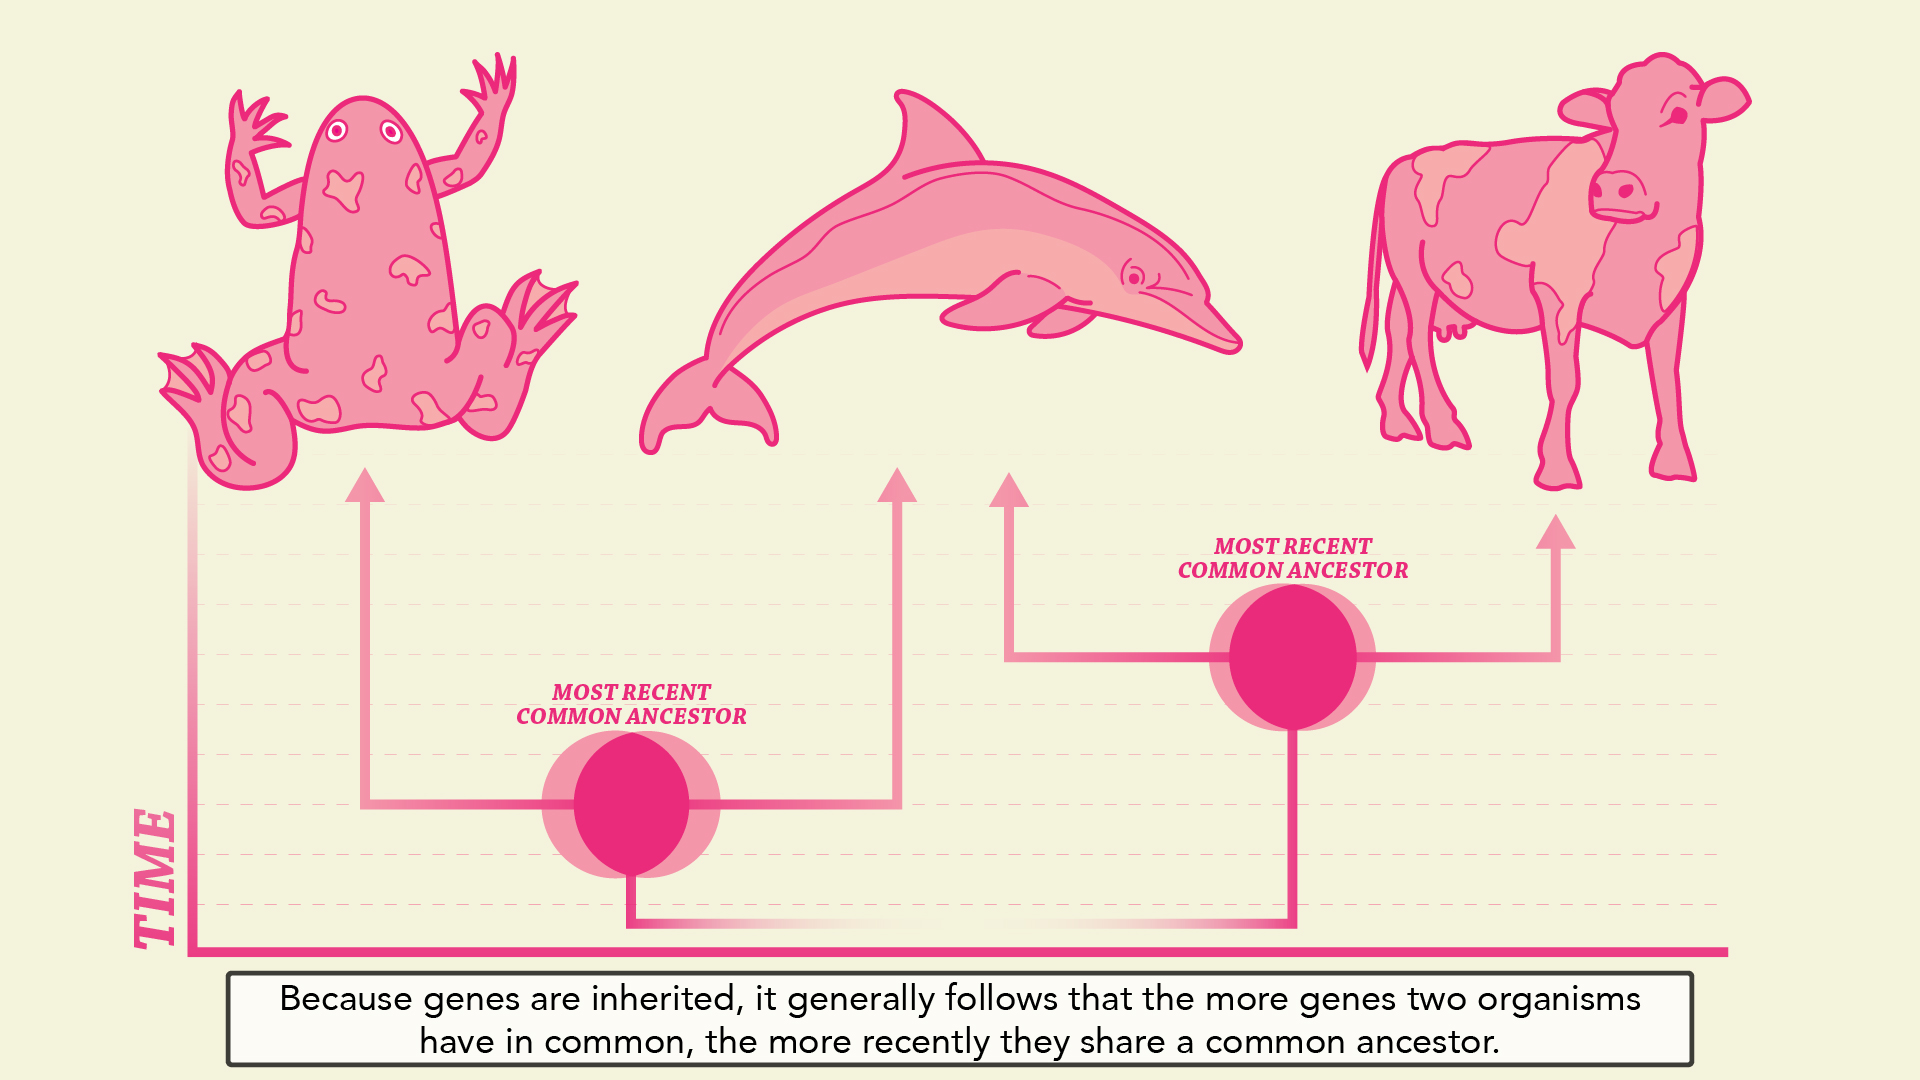 MOST RECENT
COMMON ANCESTOR
MOST RECENT
COMMON ANCESTOR
TIME
Because genes are inherited, it generally follows that the more genes two organisms
have in common, the more recently they share a common ancestor.